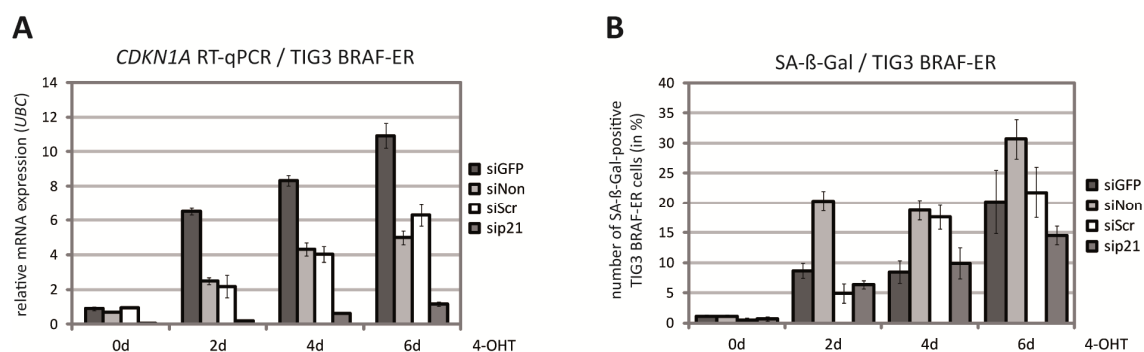 A
CDKN1A RT-qPCR / TIG3 BRAF-ER
relative mRNA expression (UBC)
14
12
10
8
6
4
2
0
0d 2d 4d 6d 4-OHT
siGFP
siNon
siScr
sip21
B
SA-ß-Gal / TIG3 BRAF-ER
number of SA-ß-Gal-positive
TIG3 BRAF-ER cells (in %)
40
35
30
25
20
15
10
5
0
0d 2d 4d 6d 4-OHT
siGFP
siNon
siScr
sip21